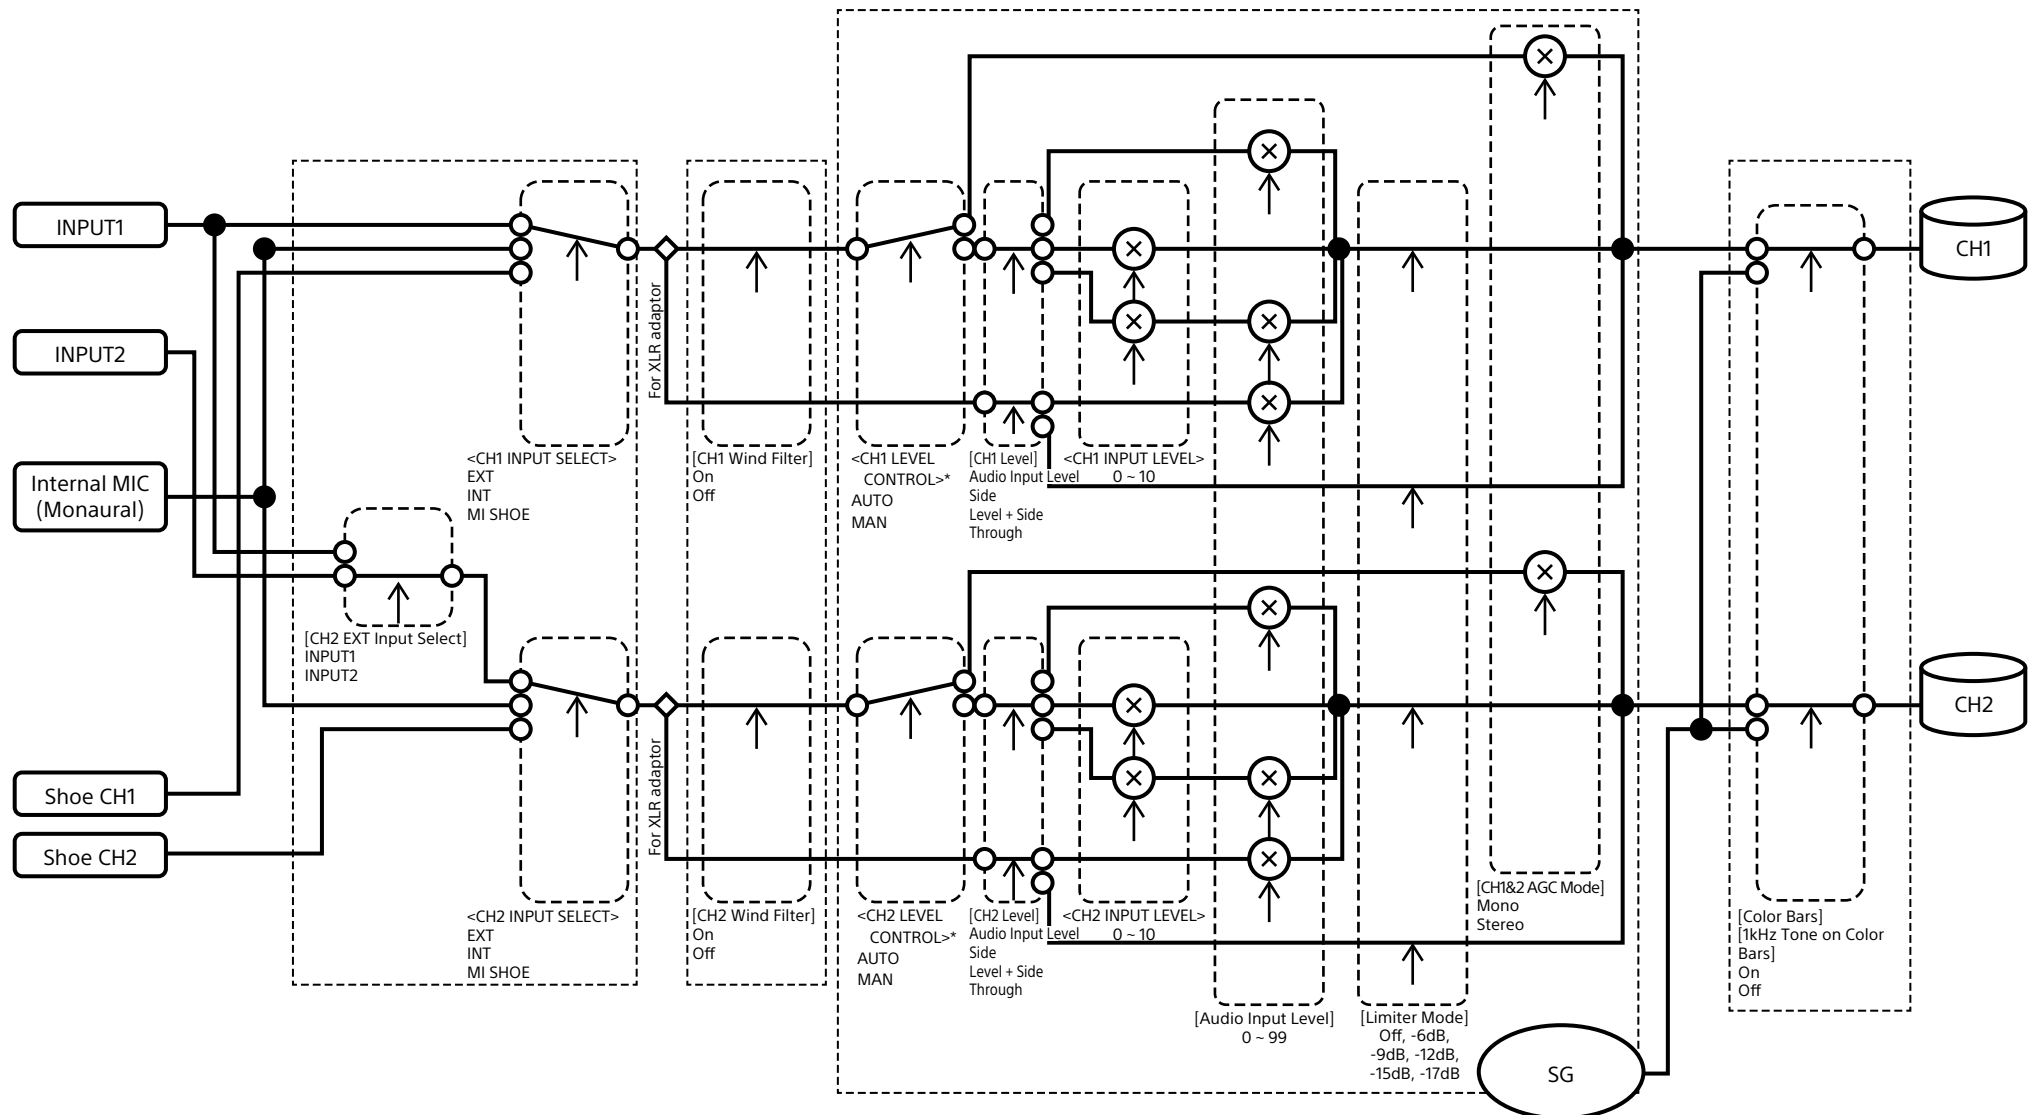 INPUT1
INPUT2
Internal MIC
(Monaural)
Shoe CH1
Shoe CH2
[CH2 EXT Input Select]
INPUT1
INPUT2
<CH1 INPUT SELECT>
EXT
INT
MI SHOE
For XLR adaptor
[CH1 Wind Filter]
On
Off
<CH1 LEVEL
CONTROL>*
AUTO
MAN
[CH1 Level]
Audio Input Level
Side
Level + Side
Through
<CH1 INPUT LEVEL>
0 ~ 10
CH1
<CH2 INPUT SELECT>
EXT
INT
MI SHOE
For XLR adaptor
[CH2 Wind Filter]
On
Off
<CH2 LEVEL
CONTROL>*
AUTO
MAN
[CH2 Level]
Audio Input Level
Side
Level + Side
Through
<CH2 INPUT LEVEL>
0 ~ 10
[Audio Input Level]
0 ~ 99
[Limiter Mode]
Off, -6dB,
-9dB, -12dB,
-15dB, -17dB
[CH1&2 AGC Mode]
Mono
Stereo
SG
[Color Bars]
[1kHz Tone on Color
Bars]
On
Off
CH2